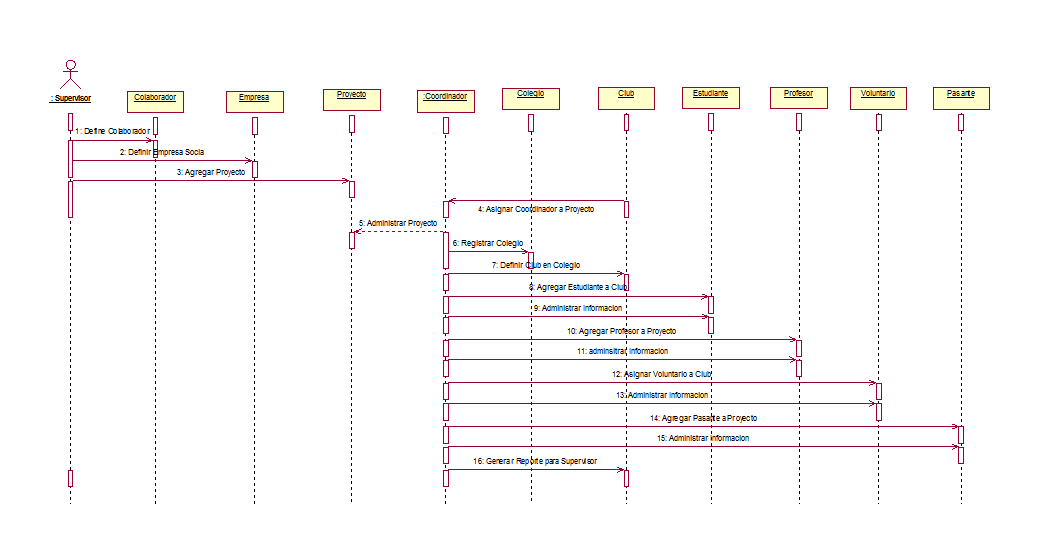 : Supervisor
Colaborador
Empresa
Proyecto
:Coordinador
Colegio
Club
Estudiante
Profesor
Voluntario
Pasante
1: Define Colaborador
2: Definir Empresa Socia
3: Agregar Proyecto
4: Asignar Coordinador a Proyecto
5: Administrar Proyecto
6: Registrar Colegio
7: Definir Club en Colegio
8: Agregar Estudiante a Club
9: Administrar informacion
10: Agregar Profesor a Proyecto
11: adminsitrar informacion
12: Asignar Voluntario a Club
13: Administrar informacion
14: Agregar Pasante a Proyecto
15: Administrar informacion
16: Generar Reporte para Supervisor